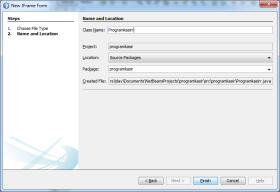 New JFrame Form
Steps
1. Choose File Type
2. Name and Location
Name and Location
Class Name: Programkasir
Project: programkasir
Location: Source Packages
Package: programkasir
Created File: rs\lday\Documents\NetBeansProjects\programkasir\src\programkasir\Programkasir.java
< Back
Next >
Finish
Cancel
Help